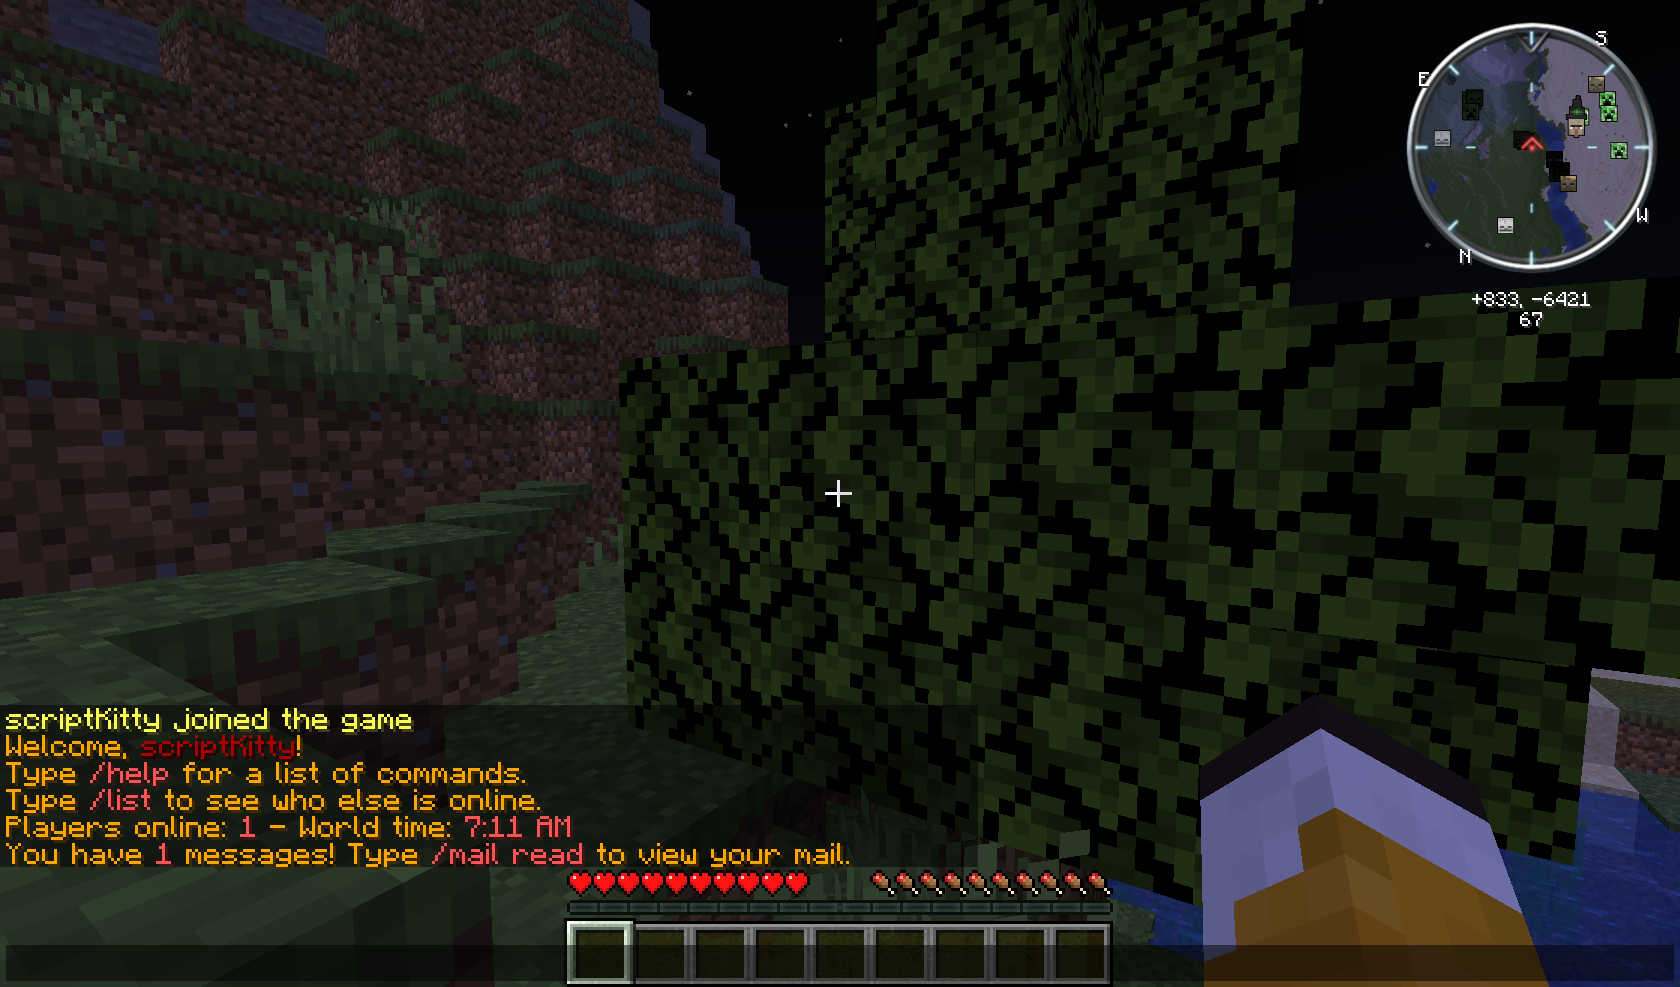 S
E
W
N
+833, -6421
67
scriptKitty joined the game
Welcome, scriptKitty!
Type /help for a list of commands.
Type /list to see who else is online.
Players online: 1 - World time: 7:11 AM
You have 1 messages! Type /mail read to view your mail.